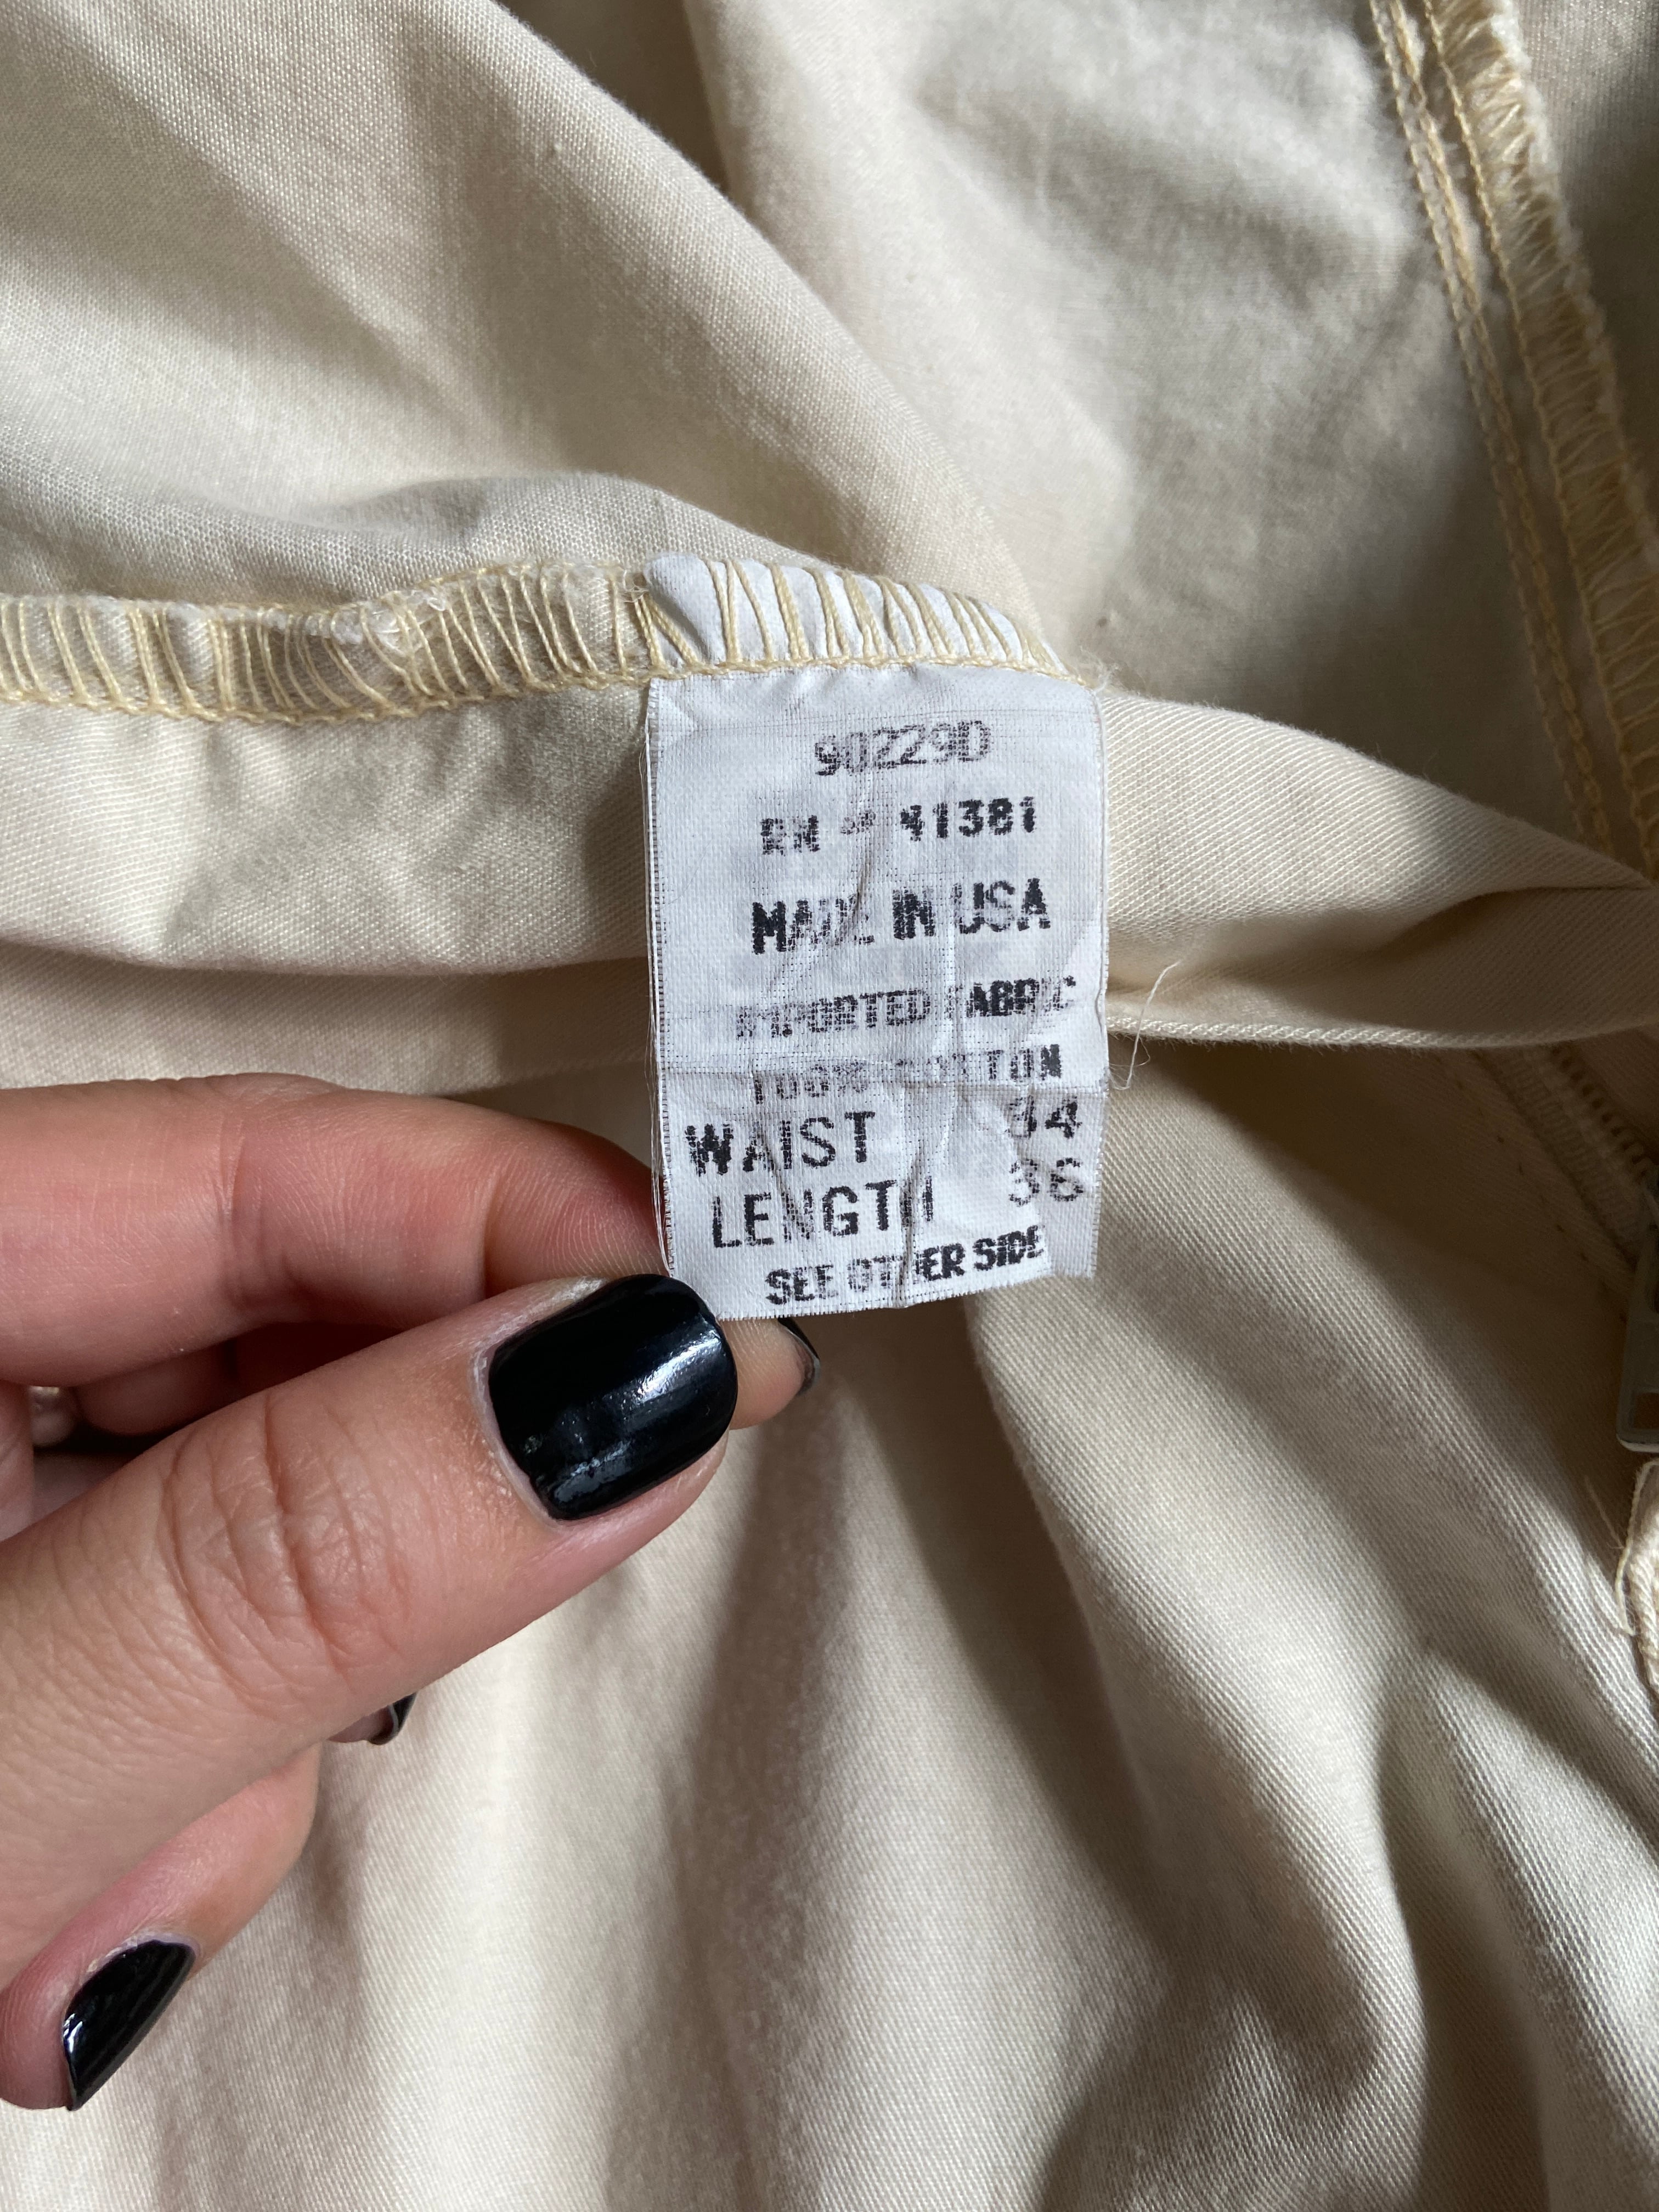 90229D
RN # 41381
MADE IN USA
IMPORTED FABRIC
100% COTTON
WAIST 34
LENGTH 36
SEE OTHER SIDE